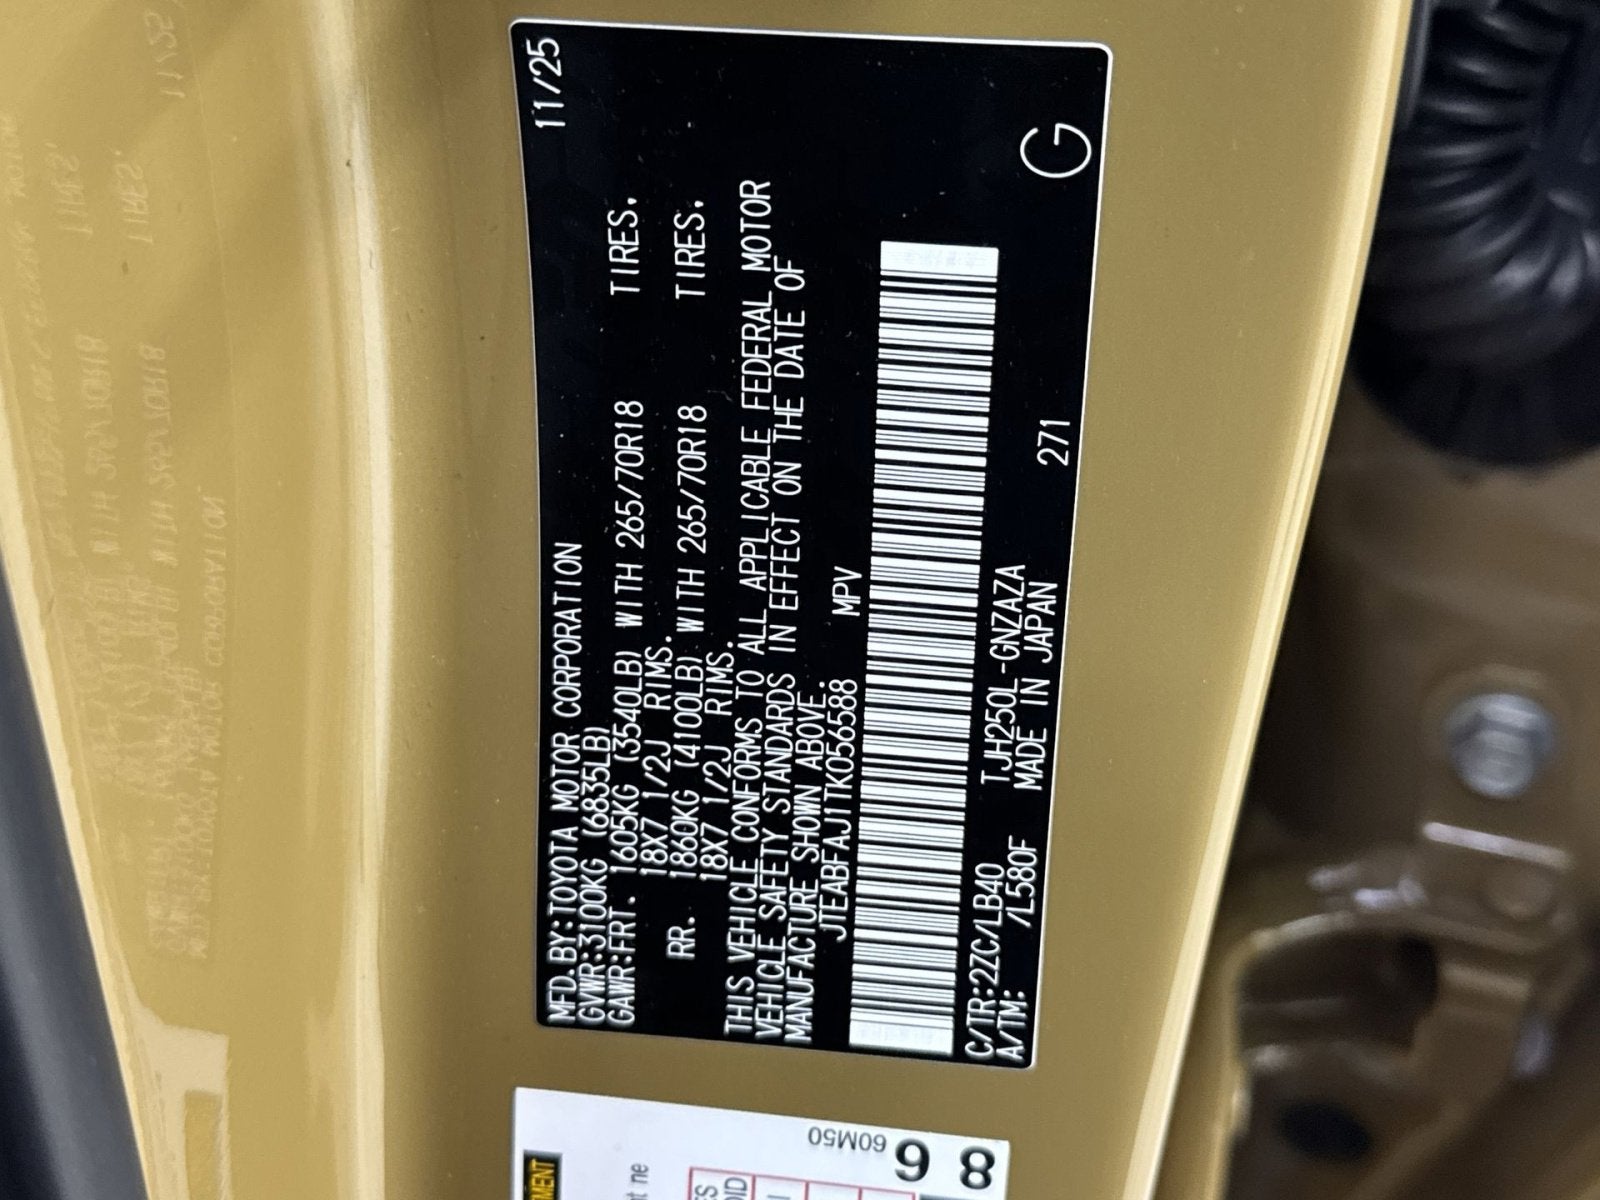 MFD.BY:TOYOTA MOTOR CORPORATION 11/25
GVWR:3100KG (6835LB)
GAWR:FRT. 1605KG (3540LB) WITH 265/70R18 TIRES,
18X7 1/2J RIMS.
RR. 1860KG (4100LB) WITH 265/70R18 TIRES,
18X7 1/2J RIMS.
THIS VEHICLE CONFORMS TO ALL APPLICABLE FEDERAL MOTOR
VEHICLE SAFETY STANDARDS IN EFFECT ON THE DATE OF
MANUFACTURE SHOWN ABOVE.
JTEABFAJ1TK056588 MPV
C/TR:2ZC/LB40 TJH250L-GNZAZA
A/TM: /L580F MADE IN JAPAN 271 G
60M50